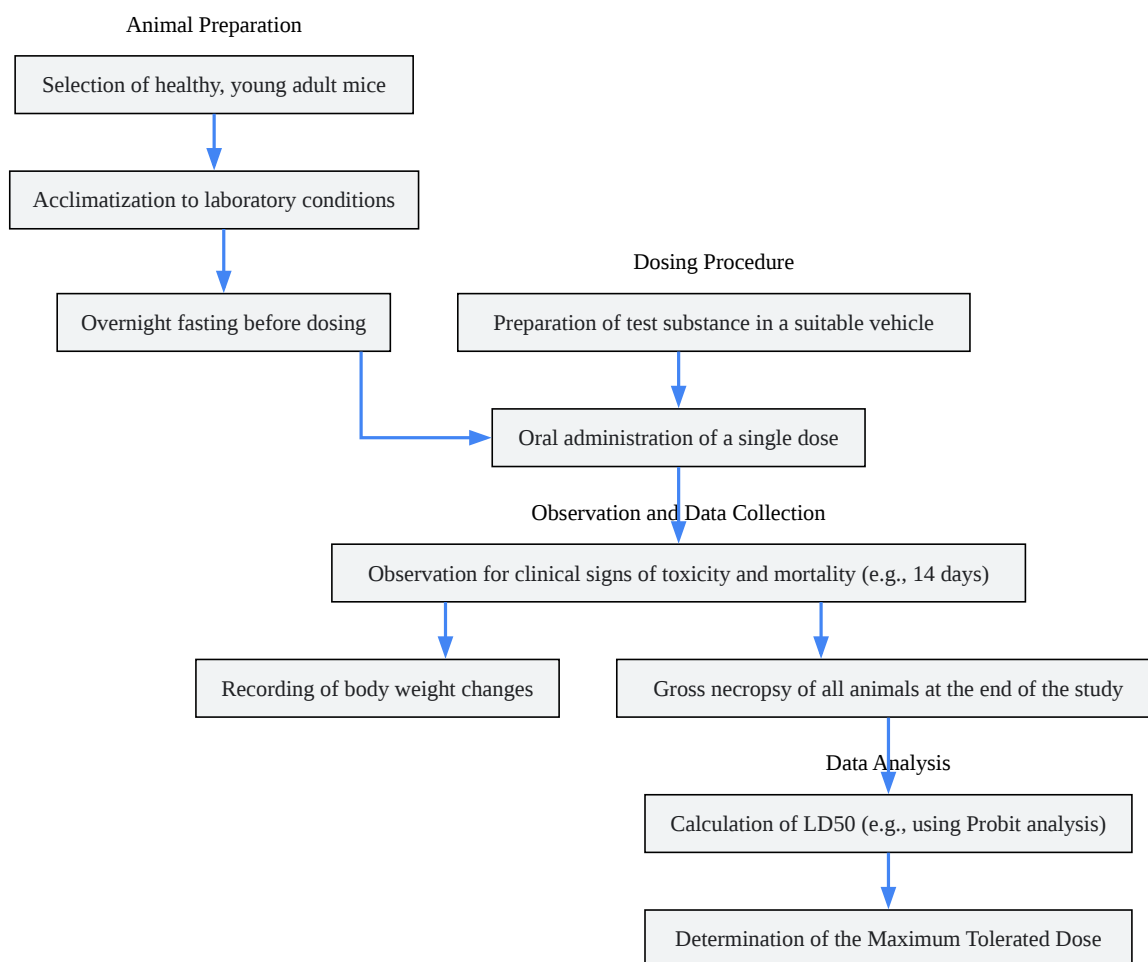 Animal Preparation
Selection of healthy, young adult mice
Acclimatization to laboratory conditions
Overnight fasting before dosing
Dosing Procedure
Preparation of test substance in a suitable vehicle
Oral administration of a single dose
Observation and Data Collection
Observation for clinical signs of toxicity and mortality (e.g., 14 days)
Recording of body weight changes
Gross necropsy of all animals at the end of the study
Data Analysis
Calculation of LD50 (e.g., using Probit analysis)
Determination of the Maximum Tolerated Dose